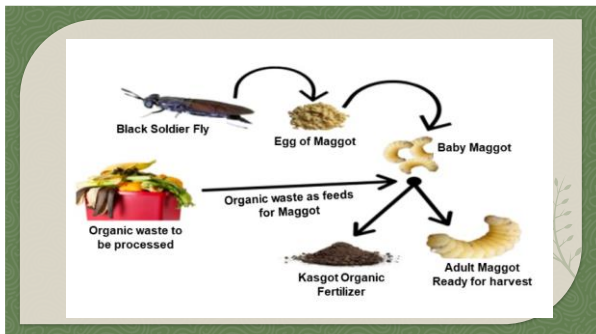 Black Soldier Fly
Egg of Maggot
Baby Maggot
Organic waste as feeds
for Maggot
Organic waste to
be processed
Kasgot Organic
Fertilizer
Adult Maggot
Ready for harvest